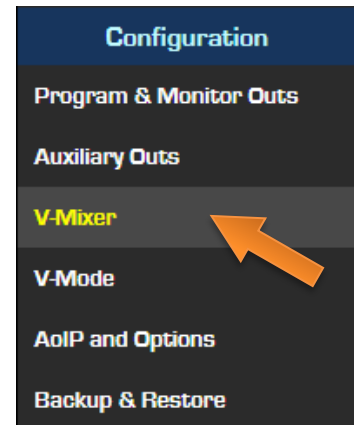 Configuration
Program & Monitor Outs
Auxiliary Outs
V-Mixer
V-Mode
AoIP and Options
Backup & Restore